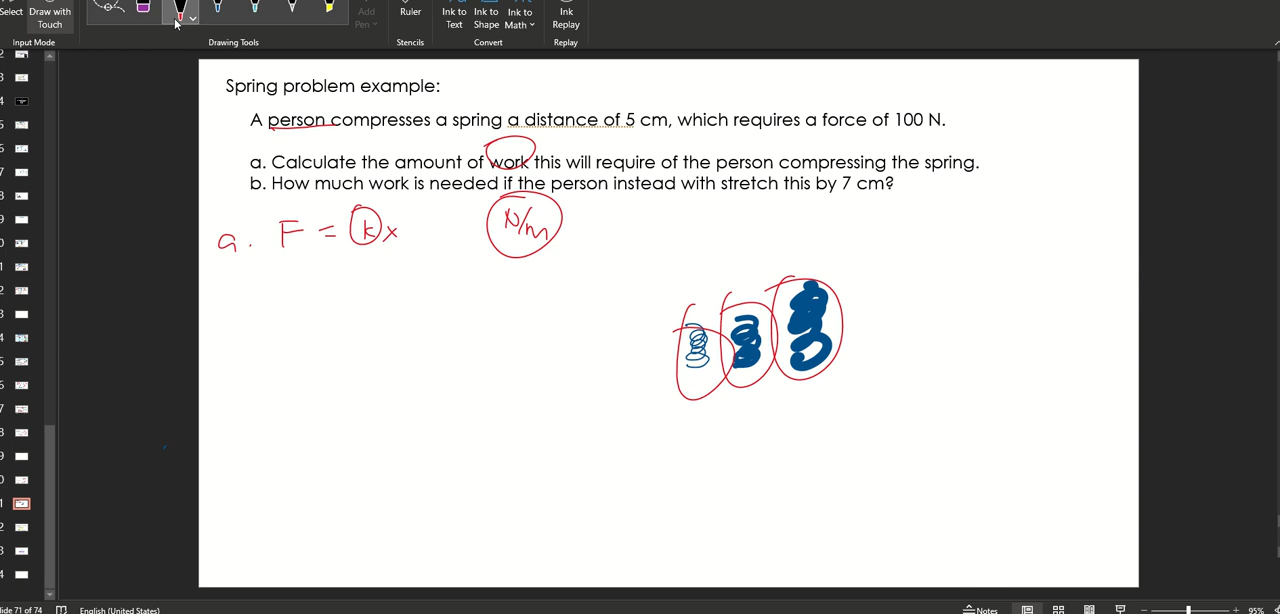 Select
Draw with Touch
Add Pen
Ruler
Ink to Text
Ink to Shape
Ink to Math
Ink Replay
Input Mode
Drawing Tools
Stencils
Convert
Replay
Spring problem example:
A person compresses a spring a distance of 5 cm, which requires a force of 100 N.
a. Calculate the amount of work this will require of the person compressing the spring.
b. How much work is needed if the person instead with stretch this by 7 cm?
a. F = kx
N/m
lide 71 of 74
English (United States)
Notes
95%